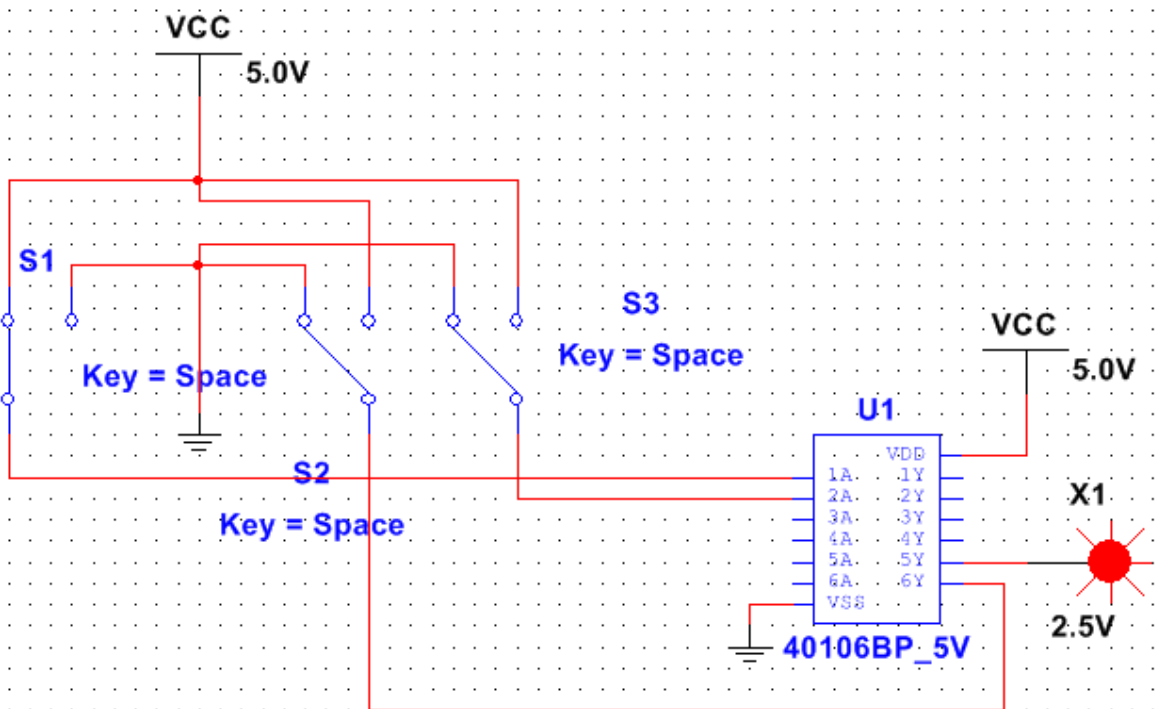 VCC
5.0V
S1
S3
Key = Space
Key = Space
VCC
5.0V
U1
S2
Key = Space
VDD
1A 1Y
2A 2Y
3A 3Y
4A 4Y
5A 5Y
6A 6Y
VSS
X1
2.5V
40106BP_5V